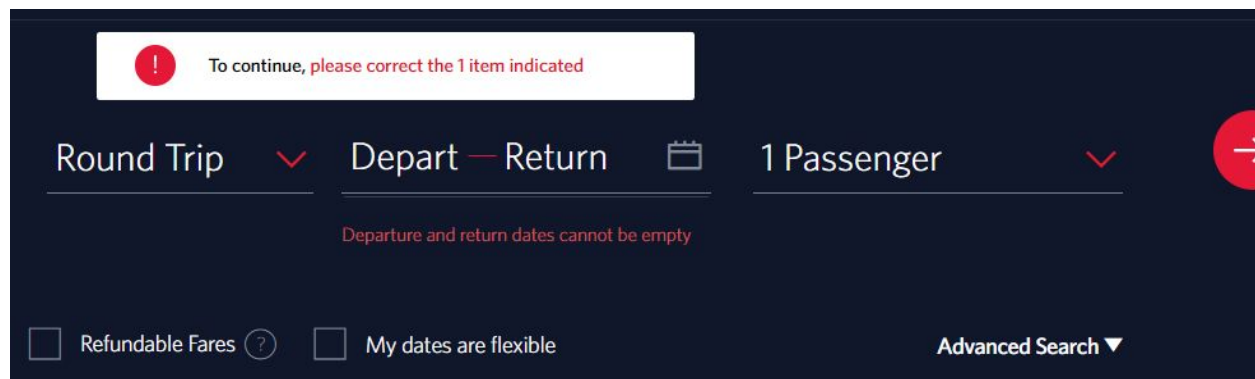 To continue, please correct the 1 item indicated
Round Trip
Depart — Return
1 Passenger
Departure and return dates cannot be empty
Refundable Fares ?
My dates are flexible
Advanced Search ▼